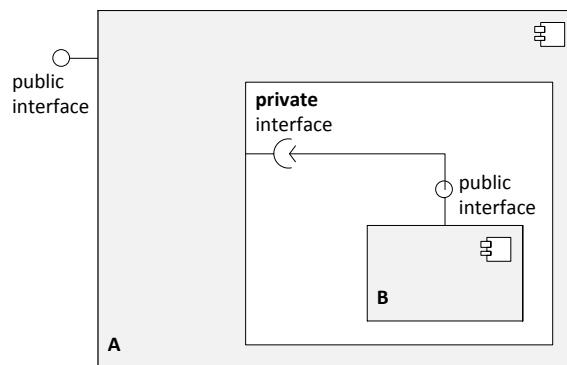 public
interface
private
interface
public
interface
B
A